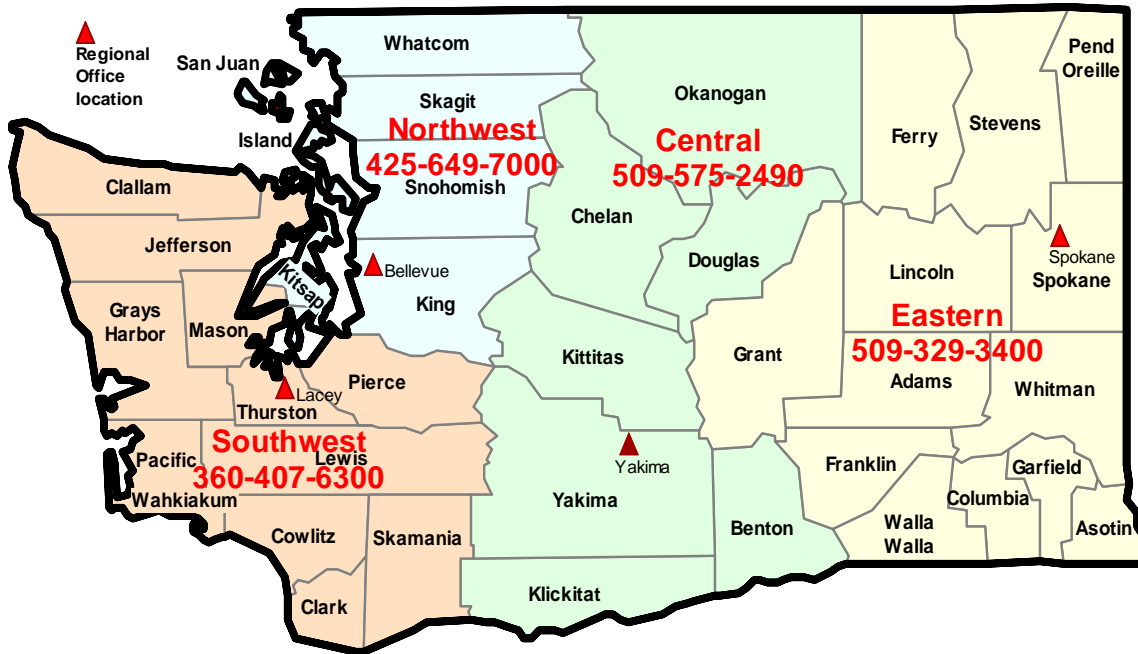 Regional
Office
location
San Juan
Whatcom
Pend
Oreille
Skagit
Okanogan
Island
Northwest
425-649-7000
Central
509-575-2490
Ferry
Stevens
Clallam
Snohomish
Chelan
Jefferson
Douglas
Bellevue
Spokane
Spokane
Lincoln
Kitsap
King
Grays
Harbor
Mason
Eastern
509-329-3400
Kittitas
Grant
Pierce
Adams
Whitman
Lacey
Thurston
Southwest
360-407-6300
Lewis
Pacific
Yakima
Franklin
Garfield
Wahkiakum
Yakima
Columbia
Cowlitz
Skamania
Benton
Walla
Walla
Asotin
Klickitat
Clark